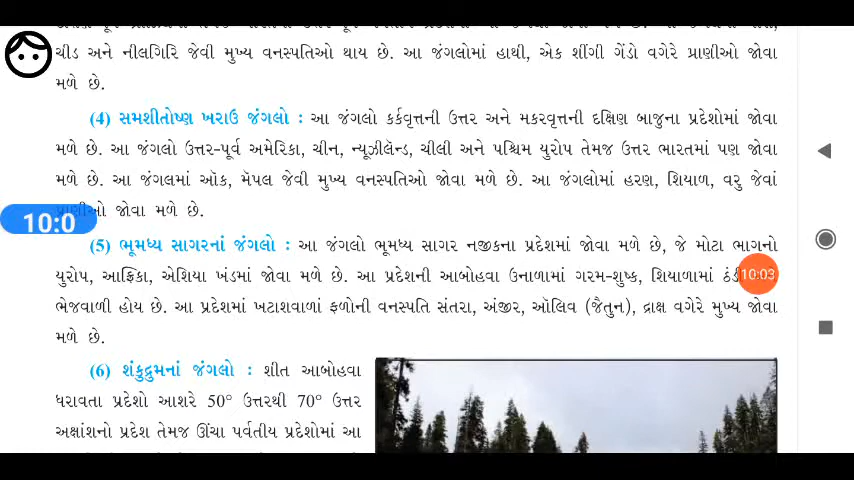 ચીડ અને નીલગિરિ જેવી મુખ્ય વનસ્પતિઓ થાય છે. આ જંગલોમાં હાથી, એક શીંગી ગેંડો વગેરે પ્રાણીઓ જોવા
મળે છે.
(4) સમશીતોષ્ણ ખરાઉ જંગલો : આ જંગલો કર્કવૃત્તની ઉત્તર અને મકરવૃત્તની દક્ષિણ બાજુના પ્રદેશોમાં જોવા
મળે છે. આ જંગલો ઉત્તર-પૂર્વ અમેરિકા, ચીન, ન્યૂઝીલૅન્ડ, ચીલી અને પશ્ચિમ યુરોપ તેમજ ઉત્તર ભારતમાં પણ જોવા
મળે છે. આ જંગલમાં ઑક, મૅપલ જેવી મુખ્ય વનસ્પતિઓ જોવા મળે છે. આ જંગલોમાં હરણ, શિયાળ, વરુ જેવાં
પ્રાણીઓ જોવા મળે છે.
10:0
(5) ભૂમધ્ય સાગરનાં જંગલો : આ જંગલો ભૂમધ્ય સાગર નજીકના પ્રદેશમાં જોવા મળે છે, જે મોટા ભાગનો
યુરોપ, આફ્રિકા, એશિયા ખંડમાં જોવા મળે છે. આ પ્રદેશની આબોહવા ઉનાળામાં ગરમ-શુષ્ક, શિયાળામાં
10:03
ભેજવાળી હોય છે. આ પ્રદેશમાં ખટાશવાળાં ફળોની વનસ્પતિ સંતરા, અંજીર, ઑલિવ (જૈતુન), દ્રાક્ષ વગેરે મુખ્ય જોવા
મળે છે.
(6) શંકુદ્રુમનાં જંગલો : શીત આબોહવા
ધરાવતા પ્રદેશો આશરે 50° ઉત્તરથી 70° ઉત્તર
અક્ષાંશનો પ્રદેશ તેમજ ઊંચા પર્વતીય પ્રદેશોમાં આ